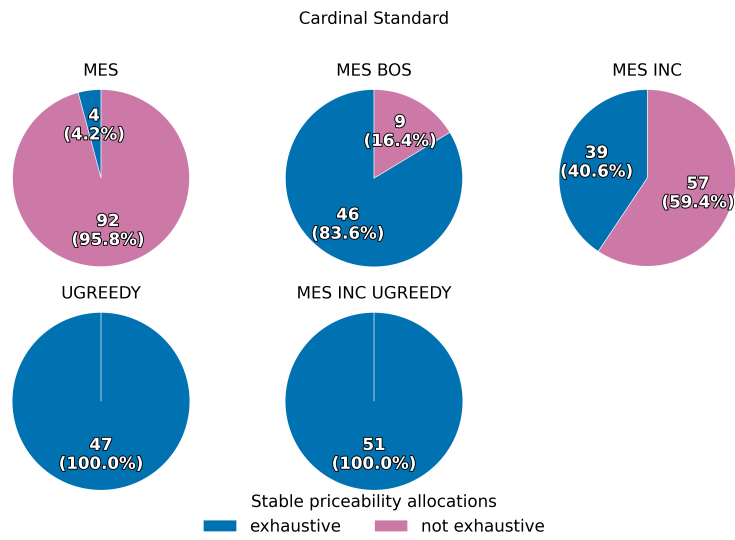 Cardinal Standard
MES
4
(4.2%)
92
(95.8%)
MES BOS
9
(16.4%)
46
(83.6%)
MES INC
39
(40.6%)
57
(59.4%)
UGREEDY
47
(100.0%)
MES INC UGREEDY
51
(100.0%)
Stable priceability allocations
exhaustive
not exhaustive